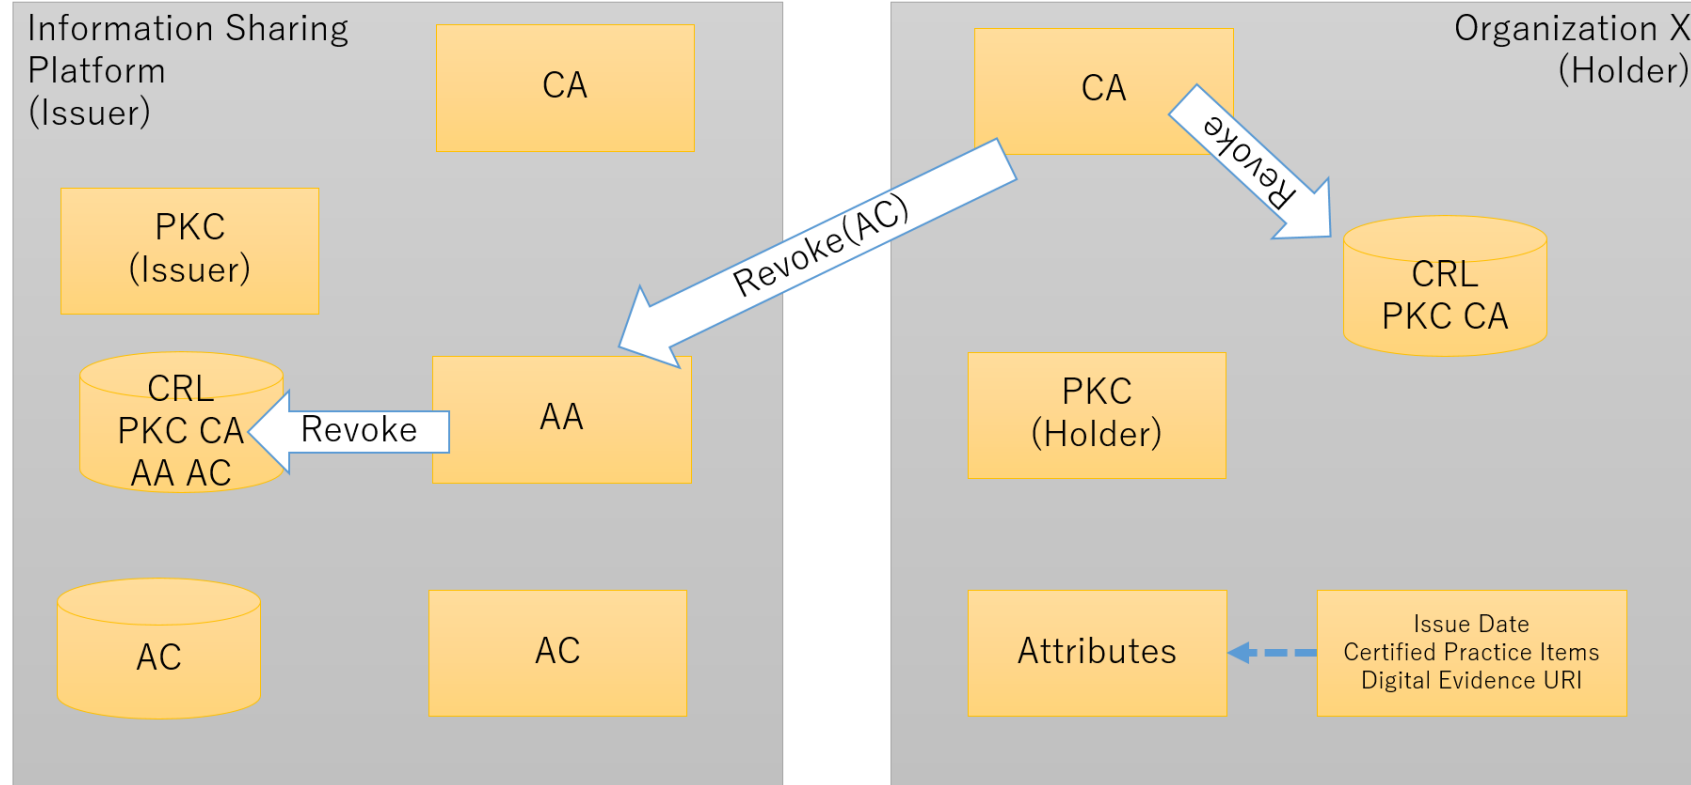 Information Sharing
Platform
(Issuer)
CA
PKC
(Issuer)
CRL
PKC CA
AA AC
Revoke
AA
AC
AC
Revoke(AC)
Organization X
(Holder)
CA
Revoke
CRL
PKC CA
PKC
(Holder)
Attributes
Issue Date
Certified Practice Items
Digital Evidence URI